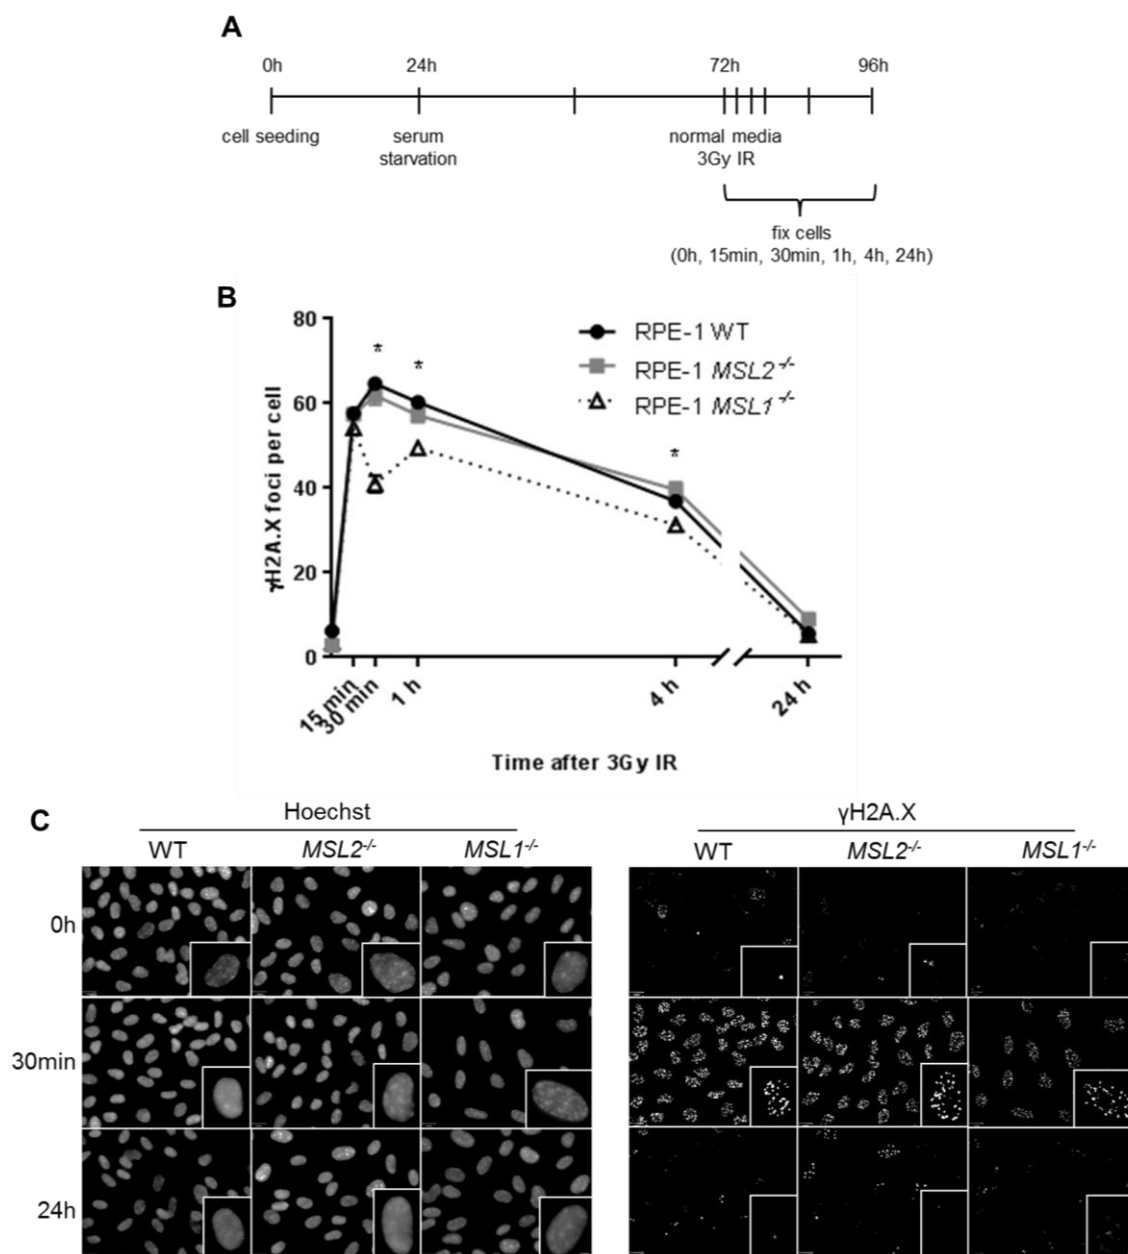 A
0h 24h 72h 96h
cell seeding serum starvation normal media 3Gy IR
fix cells
(0h, 15min, 30min, 1h, 4h, 24h)
B
80
60
40
20
0
γH2A.X foci per cell
* * *
RPE-1 WT
RPE-1 MSL2-/-
RPE-1 MSL1-/-
15 min 30 min 1 h 4 h 24 h
Time after 3Gy IR
C
Hoechst γH2A.X
WT MSL2-/- MSL1-/- WT MSL2-/- MSL1-/-
0h
30min
24h